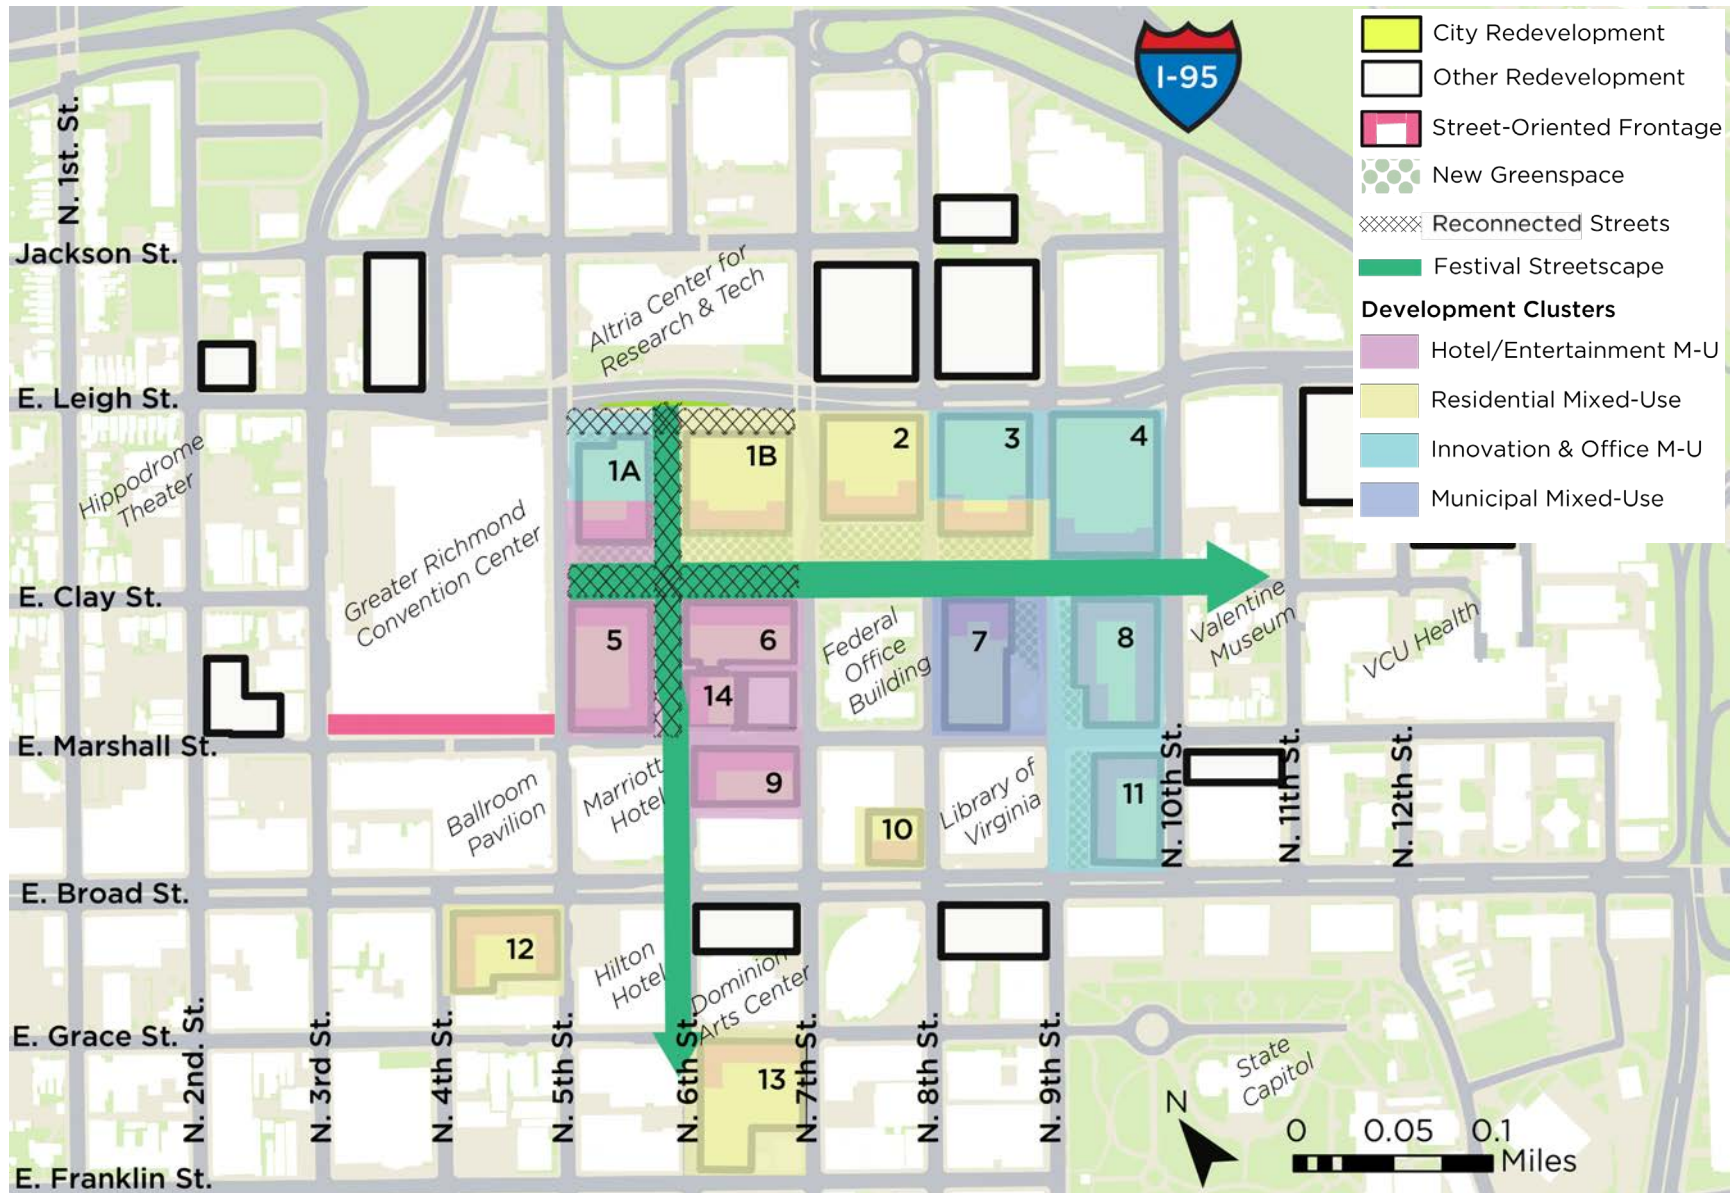 I-95
City Redevelopment
Other Redevelopment
Street-Oriented Frontage
New Greenspace
Reconnected Streets
Festival Streetscape
Development Clusters
Hotel/Entertainment M-U
Residential Mixed-Use
Innovation & Office M-U
Municipal Mixed-Use
N. 1st. St.
Jackson St.
E. Leigh St.
E. Clay St.
E. Marshall St.
E. Broad St.
E. Grace St.
E. Franklin St.
Altria Center for
Research & Tech
Hippodrome
Theater
Greater Richmond
Convention Center
1A
1B
2
3
4
5
6
14
Federal
Office
Building
7
8
Valentine
Museum
VCU Health
Ballroom
Pavilion
Marriott
Hotel
9
10
Library of
Virginia
11
N. 10th St.
N. 11th St.
N. 12th St.
12
Hilton
Hotel
Dominion
Arts Center
13
State
Capitol
N. 2nd. St.
N. 3rd St.
N. 4th St.
N. 5th St.
N. 6th St.
N. 7th St.
N. 8th St.
N. 9th St.
N
0 0.05 0.1
Miles